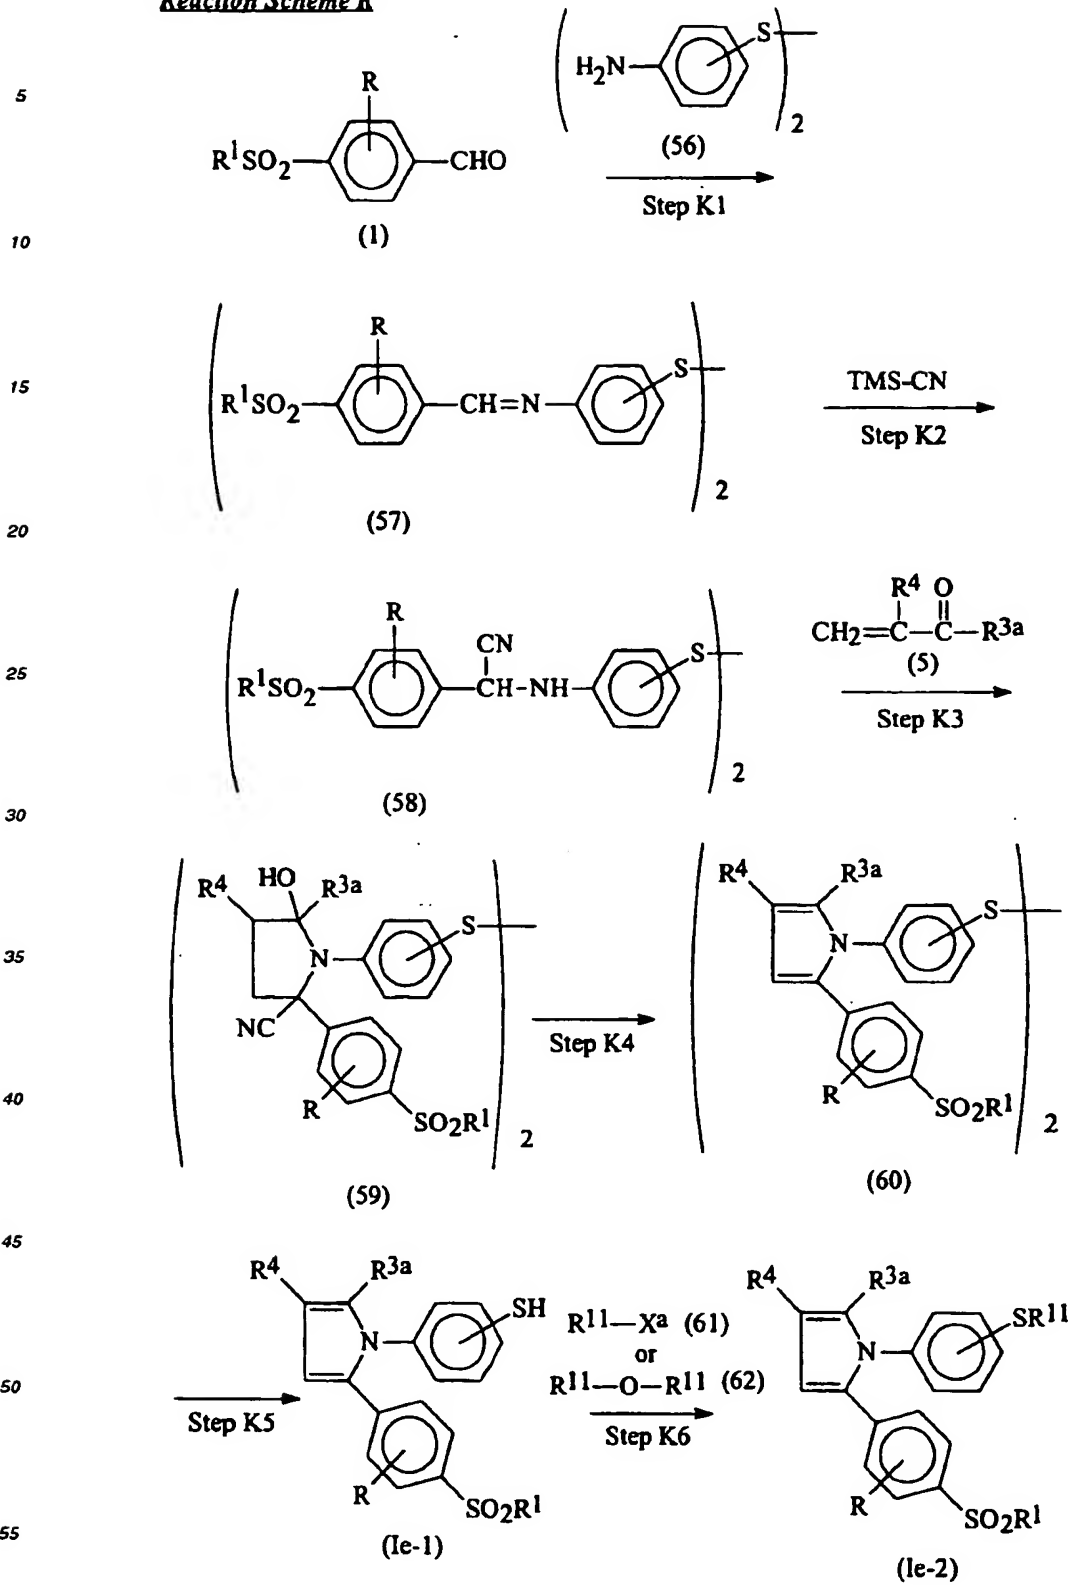 Reaction Scheme K
5
R
R¹SO₂
CHO
(1)
H₂N
S
2
(56)
Step K1
10
15
R
R¹SO₂
CH=N
S
2
(57)
TMS-CN
Step K2
20
25
R
CN
R¹SO₂
CH-NH
S
2
(58)
R⁴ O
CH₂=C—C—R³ᵃ
(5)
Step K3
30
35
R⁴
HO
R³ᵃ
N
S
NC
R
SO₂R¹
2
(59)
Step K4
R⁴
R³ᵃ
N
S
R
SO₂R¹
2
(60)
40
45
Step K5
R⁴
R³ᵃ
N
SH
R
SO₂R¹
(Ie-1)
R¹¹—Xᵃ (61)
or
R¹¹—O—R¹¹ (62)
Step K6
R⁴
R³ᵃ
N
SR¹¹
R
SO₂R¹
(Ie-2)
50
55